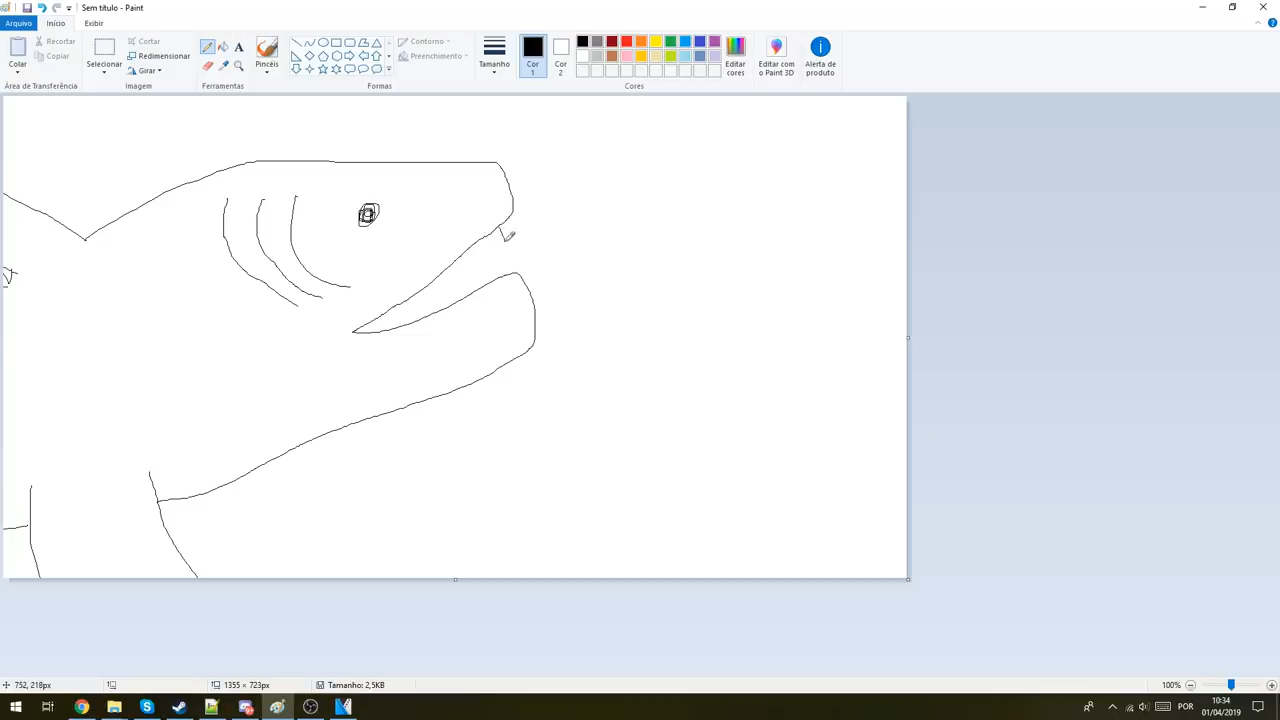 Sem título - Paint
Arquivo Início Exibir
Colar
Recortar
Copiar
Área de Transferência
Selecionar
Cortar
Redimensionar
Girar
Imagem
A
Ferramentas
Pincéis
Contorno
Preenchimento
Formas
Tamanho
Cor
1
Cor
2
Editar
cores
Cores
Editar com
o Paint 3D
Alerta de
produto
752, 218px
1355 × 723px
Tamanho: 2,5KB
100%
POR
10:34
01/04/2019